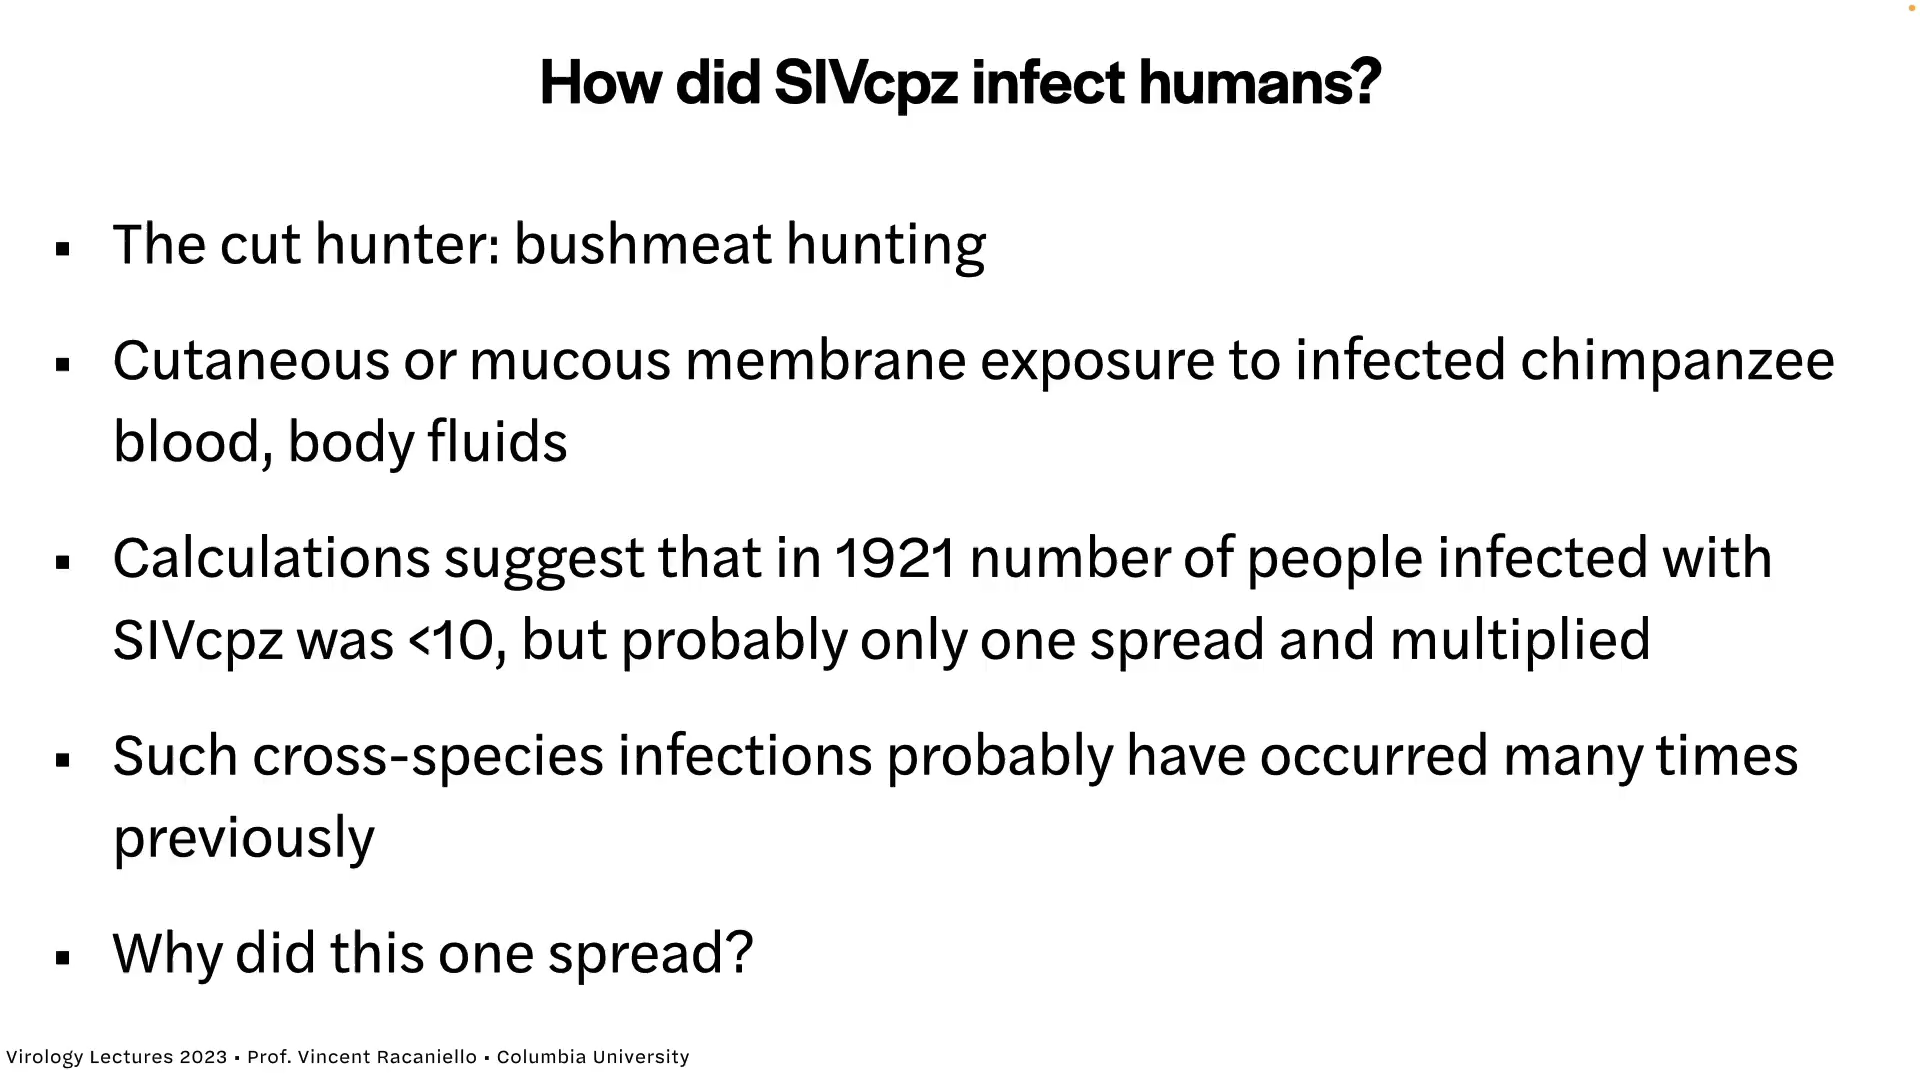 How did SIVcpz infect humans?
▪ The cut hunter: bushmeat hunting
▪ Cutaneous or mucous membrane exposure to infected chimpanzee
blood, body fluids
▪ Calculations suggest that in 1921 number of people infected with
SIVcpz was <10, but probably only one spread and multiplied
▪ Such cross-species infections probably have occurred many times
previously
▪ Why did this one spread?
Virology Lectures 2023 • Prof. Vincent Racaniello • Columbia University